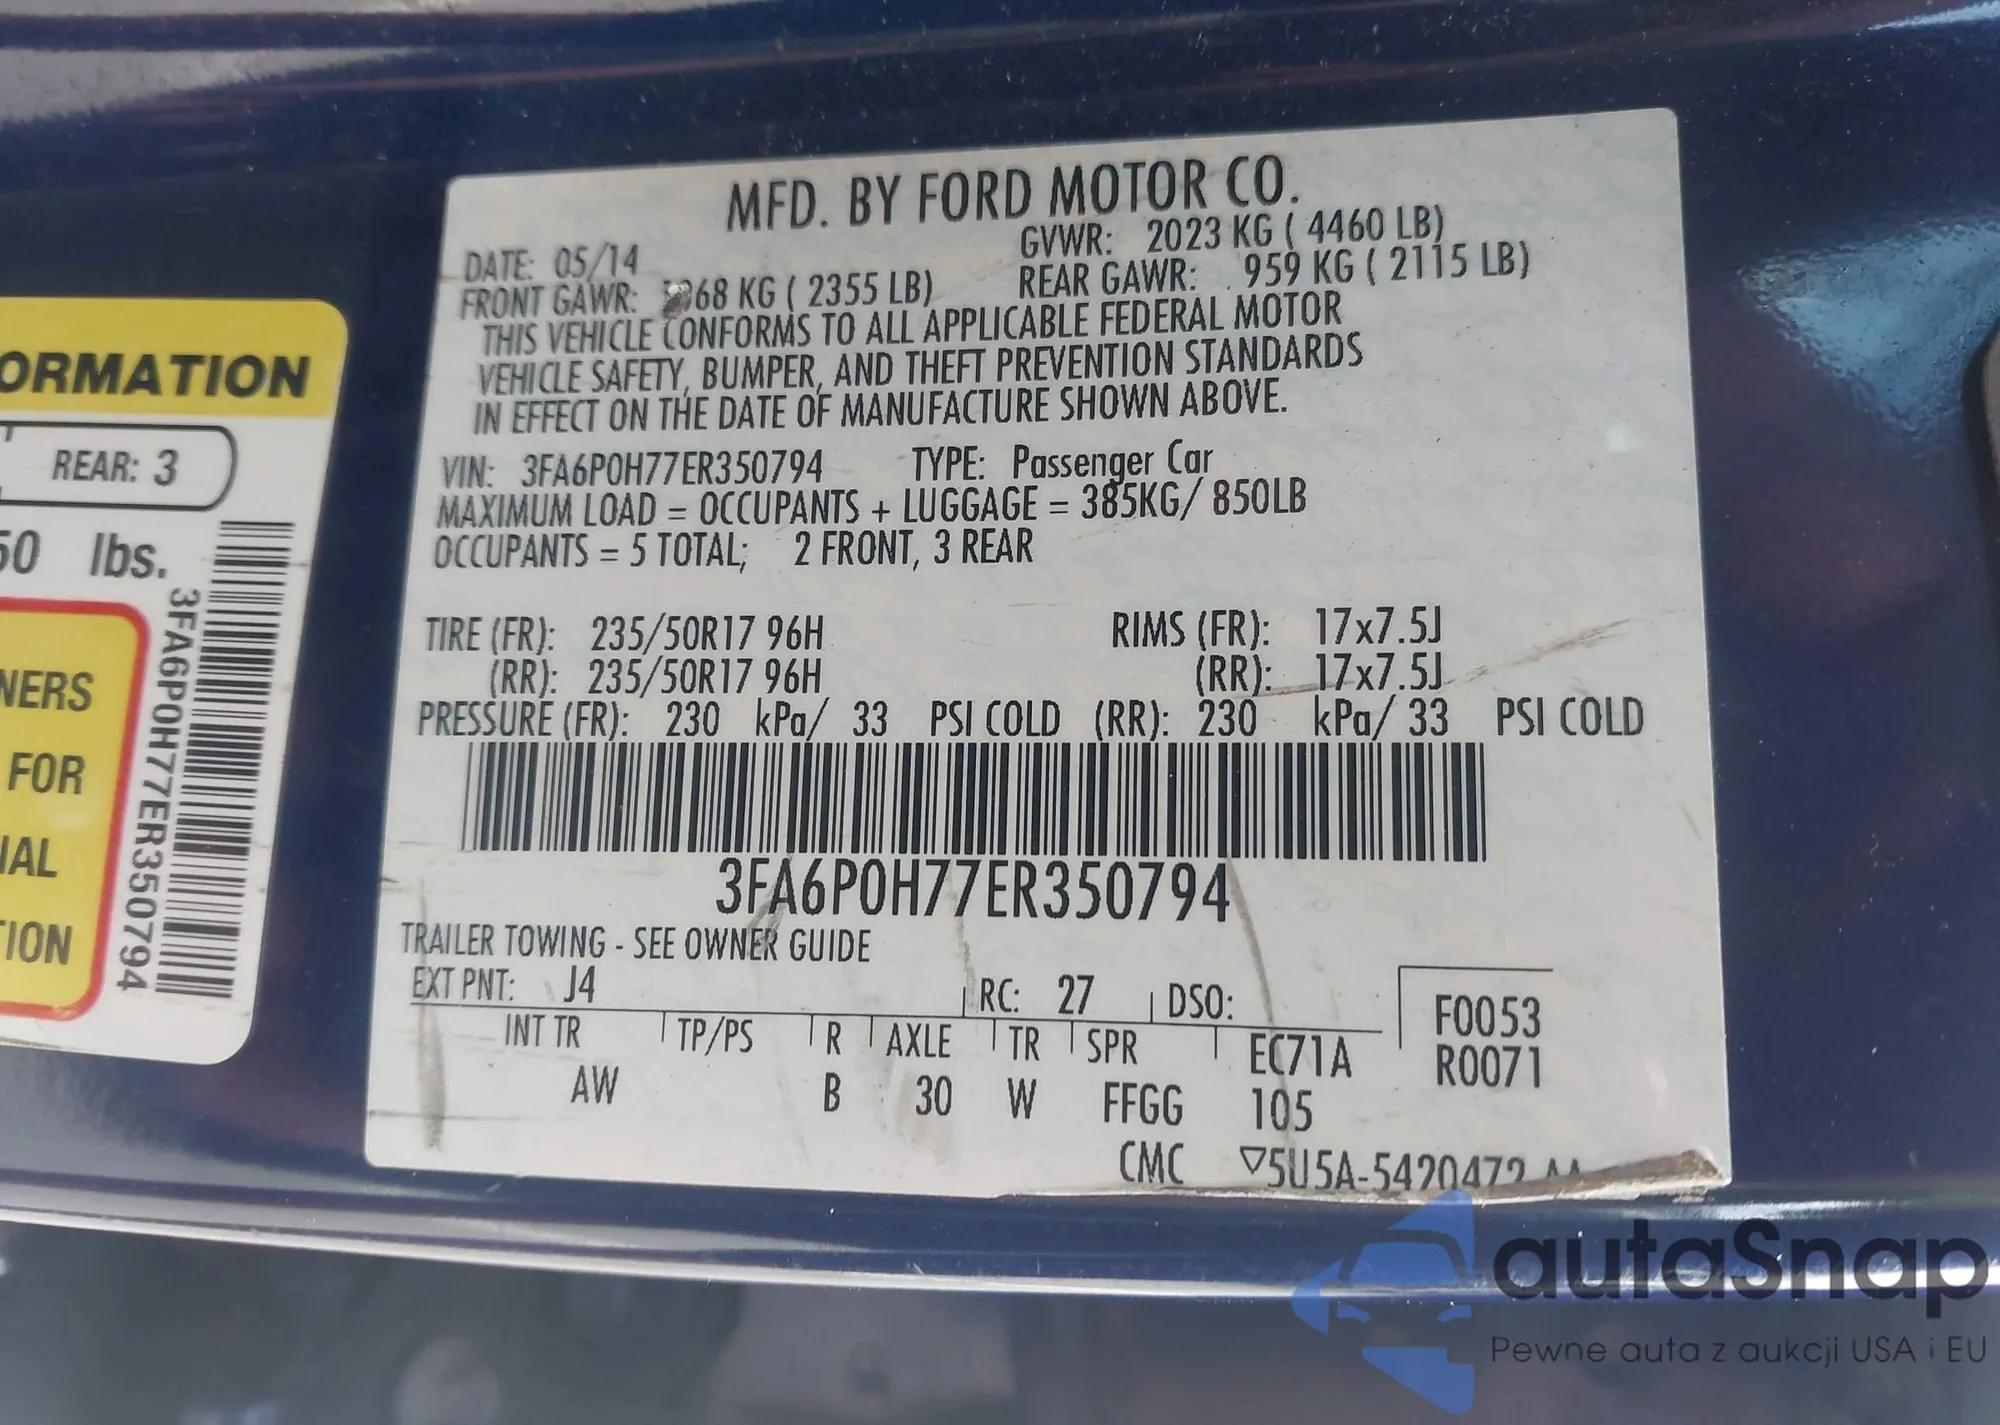 MFD. BY FORD MOTOR CO.
DATE: 05/14 GVWR: 2023 KG ( 4460 LB)
FRONT GAWR: 68 KG ( 2355 LB) REAR GAWR: 959 KG ( 2115 LB)
THIS VEHICLE CONFORMS TO ALL APPLICABLE FEDERAL MOTOR
VEHICLE SAFETY, BUMPER, AND THEFT PREVENTION STANDARDS
IN EFFECT ON THE DATE OF MANUFACTURE SHOWN ABOVE.
VIN: 3FA6P0H77ER350794 TYPE: Passenger Car
MAXIMUM LOAD = OCCUPANTS + LUGGAGE = 385KG/ 850LB
OCCUPANTS = 5 TOTAL; 2 FRONT, 3 REAR
TIRE (FR): 235/50R17 96H RIMS (FR): 17x7.5J
(RR): 235/50R17 96H (RR): 17x7.5J
PRESSURE (FR): 230 kPa/ 33 PSI COLD (RR): 230 kPa/ 33 PSI COLD
3FA6P0H77ER350794
TRAILER TOWING - SEE OWNER GUIDE
EXT PNT: J4 RC: 27 DSO: F0053
INT TR TP/PS R AXLE TR SPR EC71A R0071
AW B 30 W FFGG 105
CMC ▽5U5A-5420472
ORMATION
REAR: 3
50 lbs.
NERS
FOR
IAL
TION
3FA6P0H77ER350794
autaSnap
Pewne auta z aukcji USA i EU